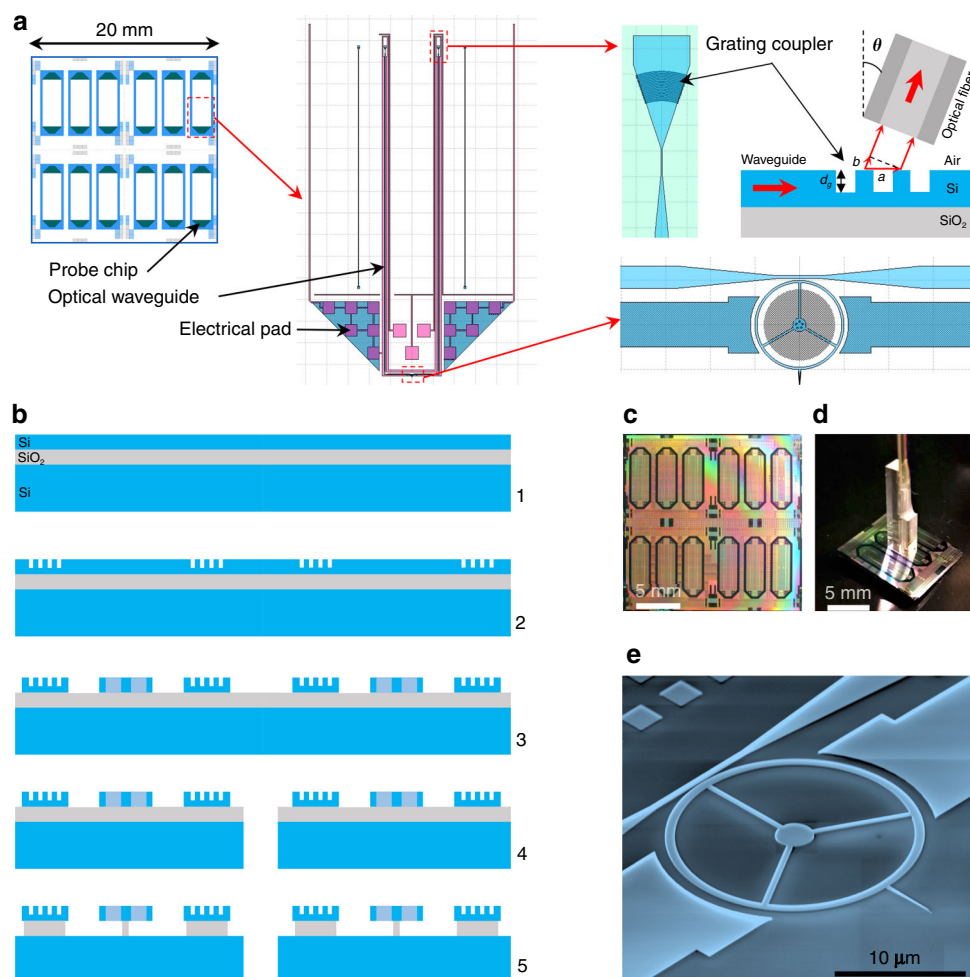 a
20 mm
Probe chip
Optical waveguide
Electrical pad
Grating coupler
θ
Optical fiber
b
Air
Waveguide
a
d_g
Si
SiO₂
b
Si
SiO₂
Si
1
2
3
4
5
c
5 mm
d
5 mm
e
10 μm